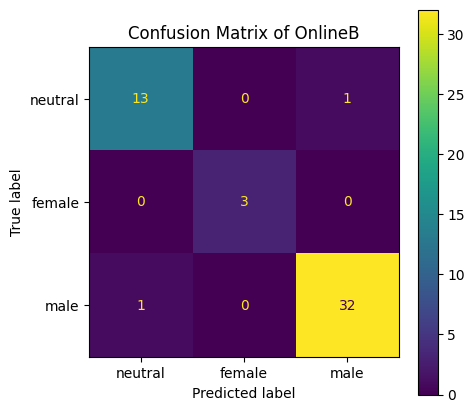 Confusion Matrix of OnlineB
True label
neutral 13 0 1
female 0 3 0
male 1 0 32
neutral female male
Predicted label
30
25
20
15
10
5
0